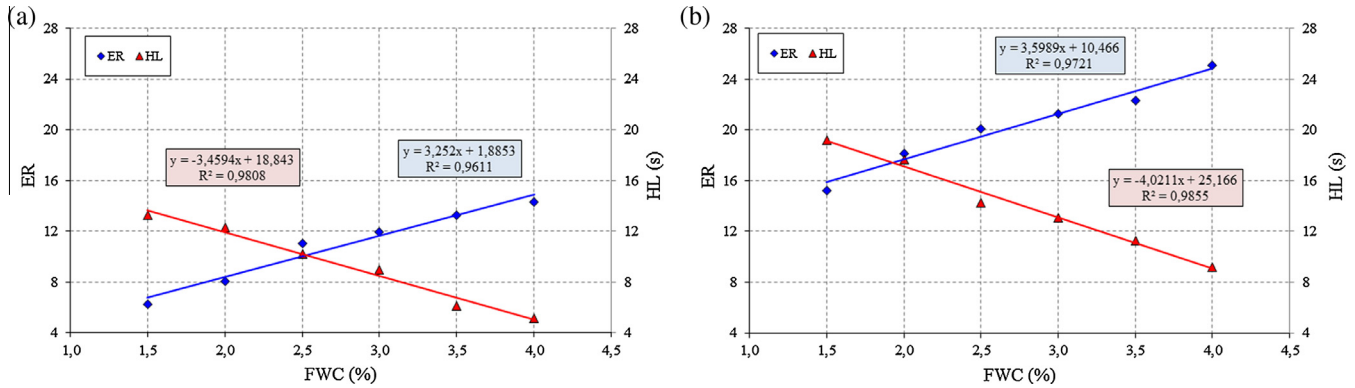 (a)
28 28
ER HL
24 24
20 20
y = -3,4594x + 18,843
R² = 0,9808
y = 3,252x + 1,8853
R² = 0,9611
ER
HL (s)
16 16
12 12
8 8
4 4
1,0 1,5 2,0 2,5 3,0 3,5 4,0 4,5
FWC (%)
(b)
28 28
ER HL
y = 3,5989x + 10,466
R² = 0,9721
24 24
20 20
ER
HL (s)
16 16
y = -4,0211x + 25,166
R² = 0,9855
12 12
8 8
4 4
1,0 1,5 2,0 2,5 3,0 3,5 4,0 4,5
FWC (%)